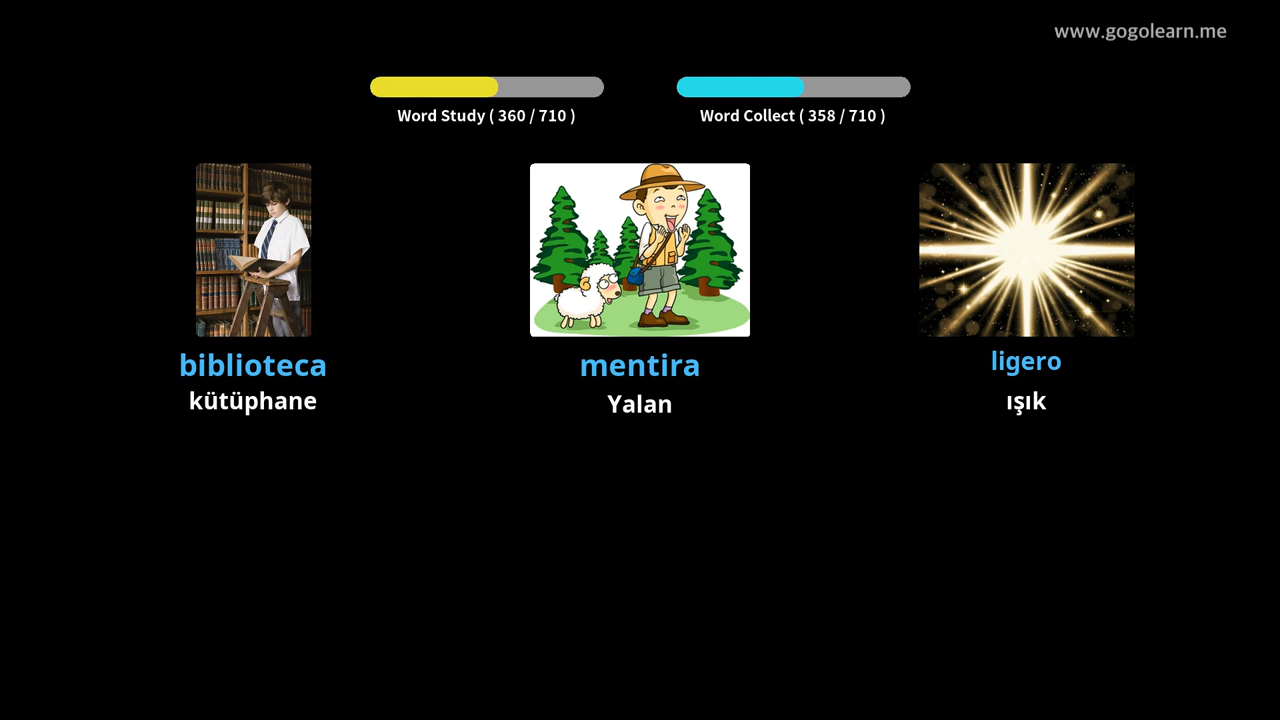 www.gogolearn.me
Word Study ( 360 / 710 )
Word Collect ( 358 / 710 )
biblioteca
kütüphane
mentira
Yalan
ligero
ışık